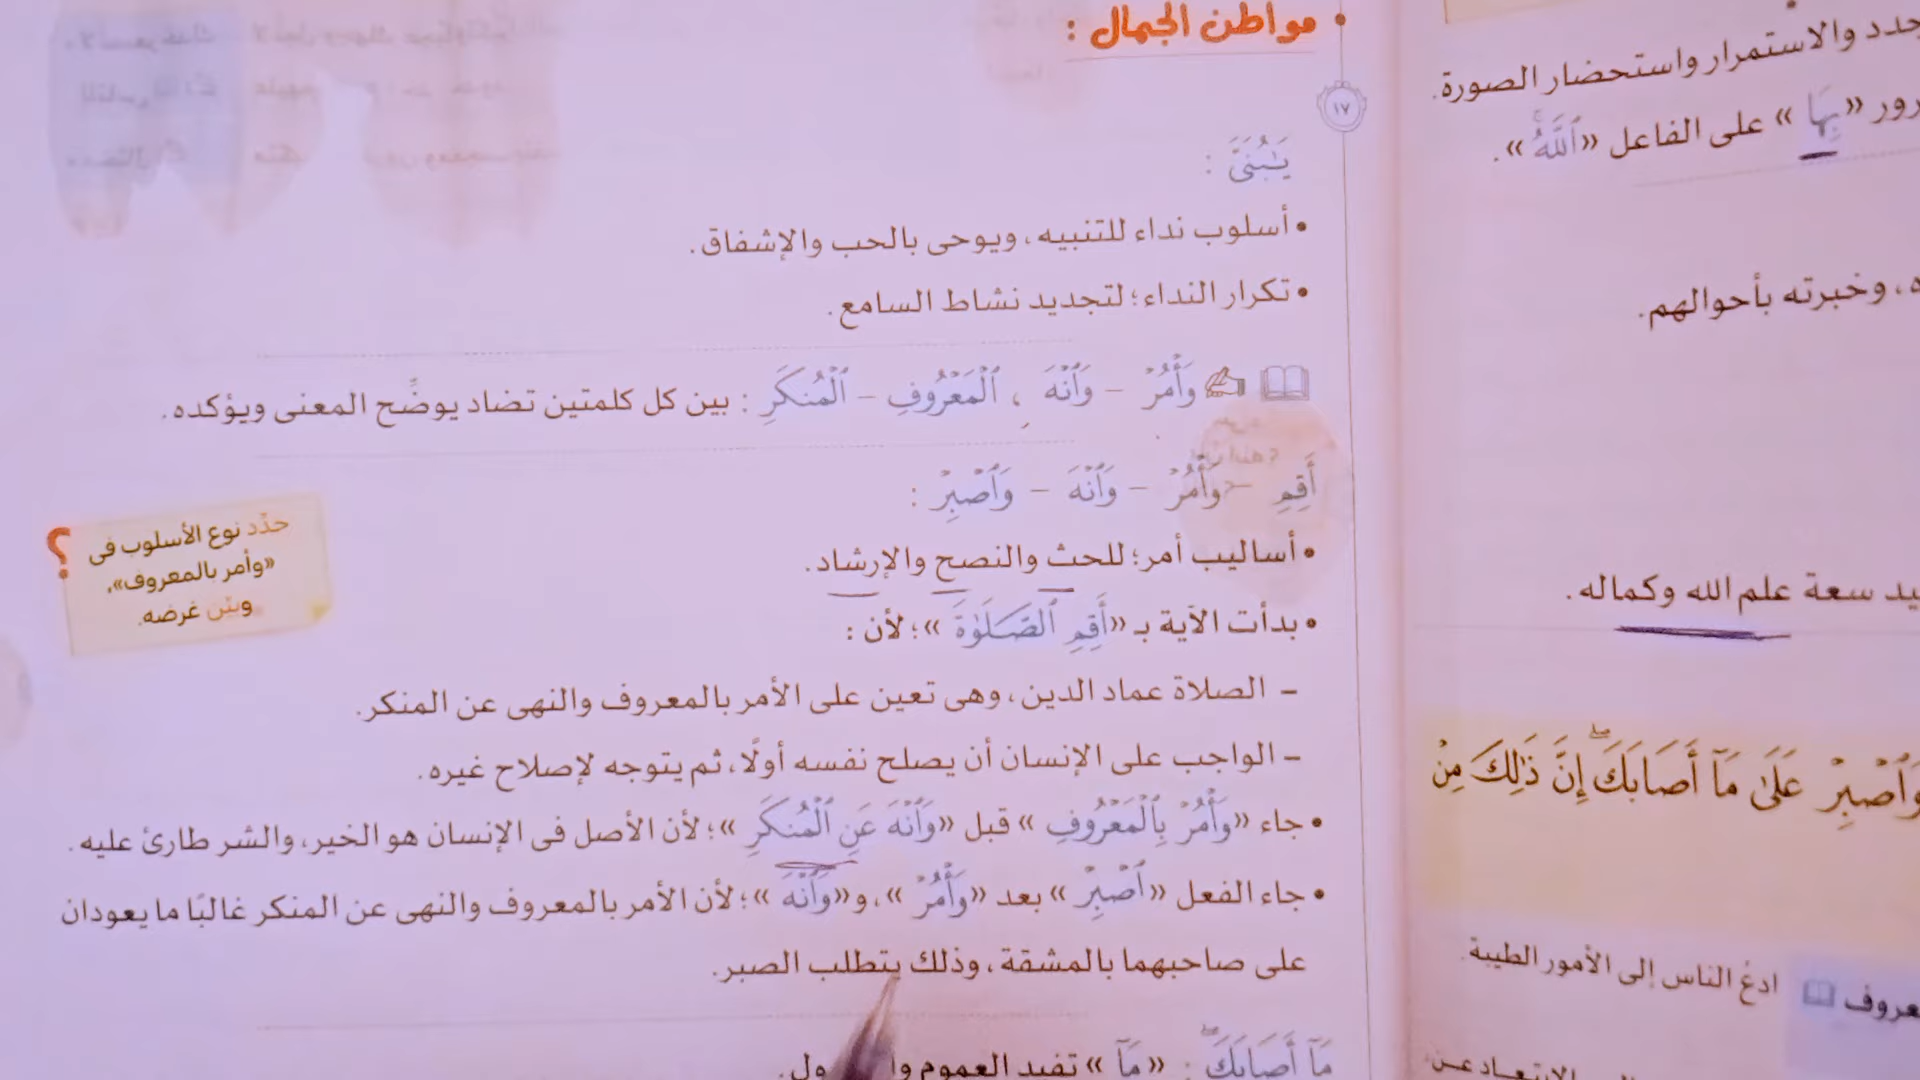 جدد والاستمرار واستحضار الصورة.
رور «بِهَا» على الفاعل «ٱللَّهُ».
ه، وخبرته بأحوالهم.
يد سعة علم الله وكماله.
وَٱصۡبِرۡ عَلَىٰ مَآ أَصَابَكَۖ إِنَّ ذَٰلِكَ مِنۡ
ادعُ الناس إلى الأمور الطيبة.
عروف
• مواطن الجمال :
١٧
يَٰبُنَىَّ :
• أسلوب نداء للتنبيه، ويوحى بالحب والإشفاق.
• تكرار النداء؛ لتجديد نشاط السامع.
وَأۡمُرۡ – وَٱنۡهَ ، ٱلۡمَعۡرُوفِ – ٱلۡمُنكَرِ : بين كل كلمتين تضاد يوضِّح المعنى ويؤكده.
أَقِمِ – وَأۡمُرۡ – وَٱنۡهَ – وَٱصۡبِرۡ :
• أساليب أمر؛ للحث والنصح والإرشاد.
• بدأت الآية بـ «أَقِمِ ٱلصَّلَوٰةَ»؛ لأن :
– الصلاة عماد الدين، وهى تعين على الأمر بالمعروف والنهى عن المنكر.
– الواجب على الإنسان أن يصلح نفسه أولًا، ثم يتوجه لإصلاح غيره.
• جاء «وَأۡمُرۡ بِٱلۡمَعۡرُوفِ» قبل «وَٱنۡهَ عَنِ ٱلۡمُنكَرِ»؛ لأن الأصل فى الإنسان هو الخير، والشر طارئ عليه.
• جاء الفعل «ٱصۡبِرۡ» بعد «وَأۡمُرۡ»، و«وَٱنۡهَ»؛ لأن الأمر بالمعروف والنهى عن المنكر غالبًا ما يعودان
على صاحبهما بالمشقة، وذلك يتطلب الصبر.
مَآ أَصَابَكَۖ : «مَآ» تفيد العموم
؟
حدِّد نوع الأسلوب فى
«وأمر بالمعروف»،
وبيِّن غرضه.